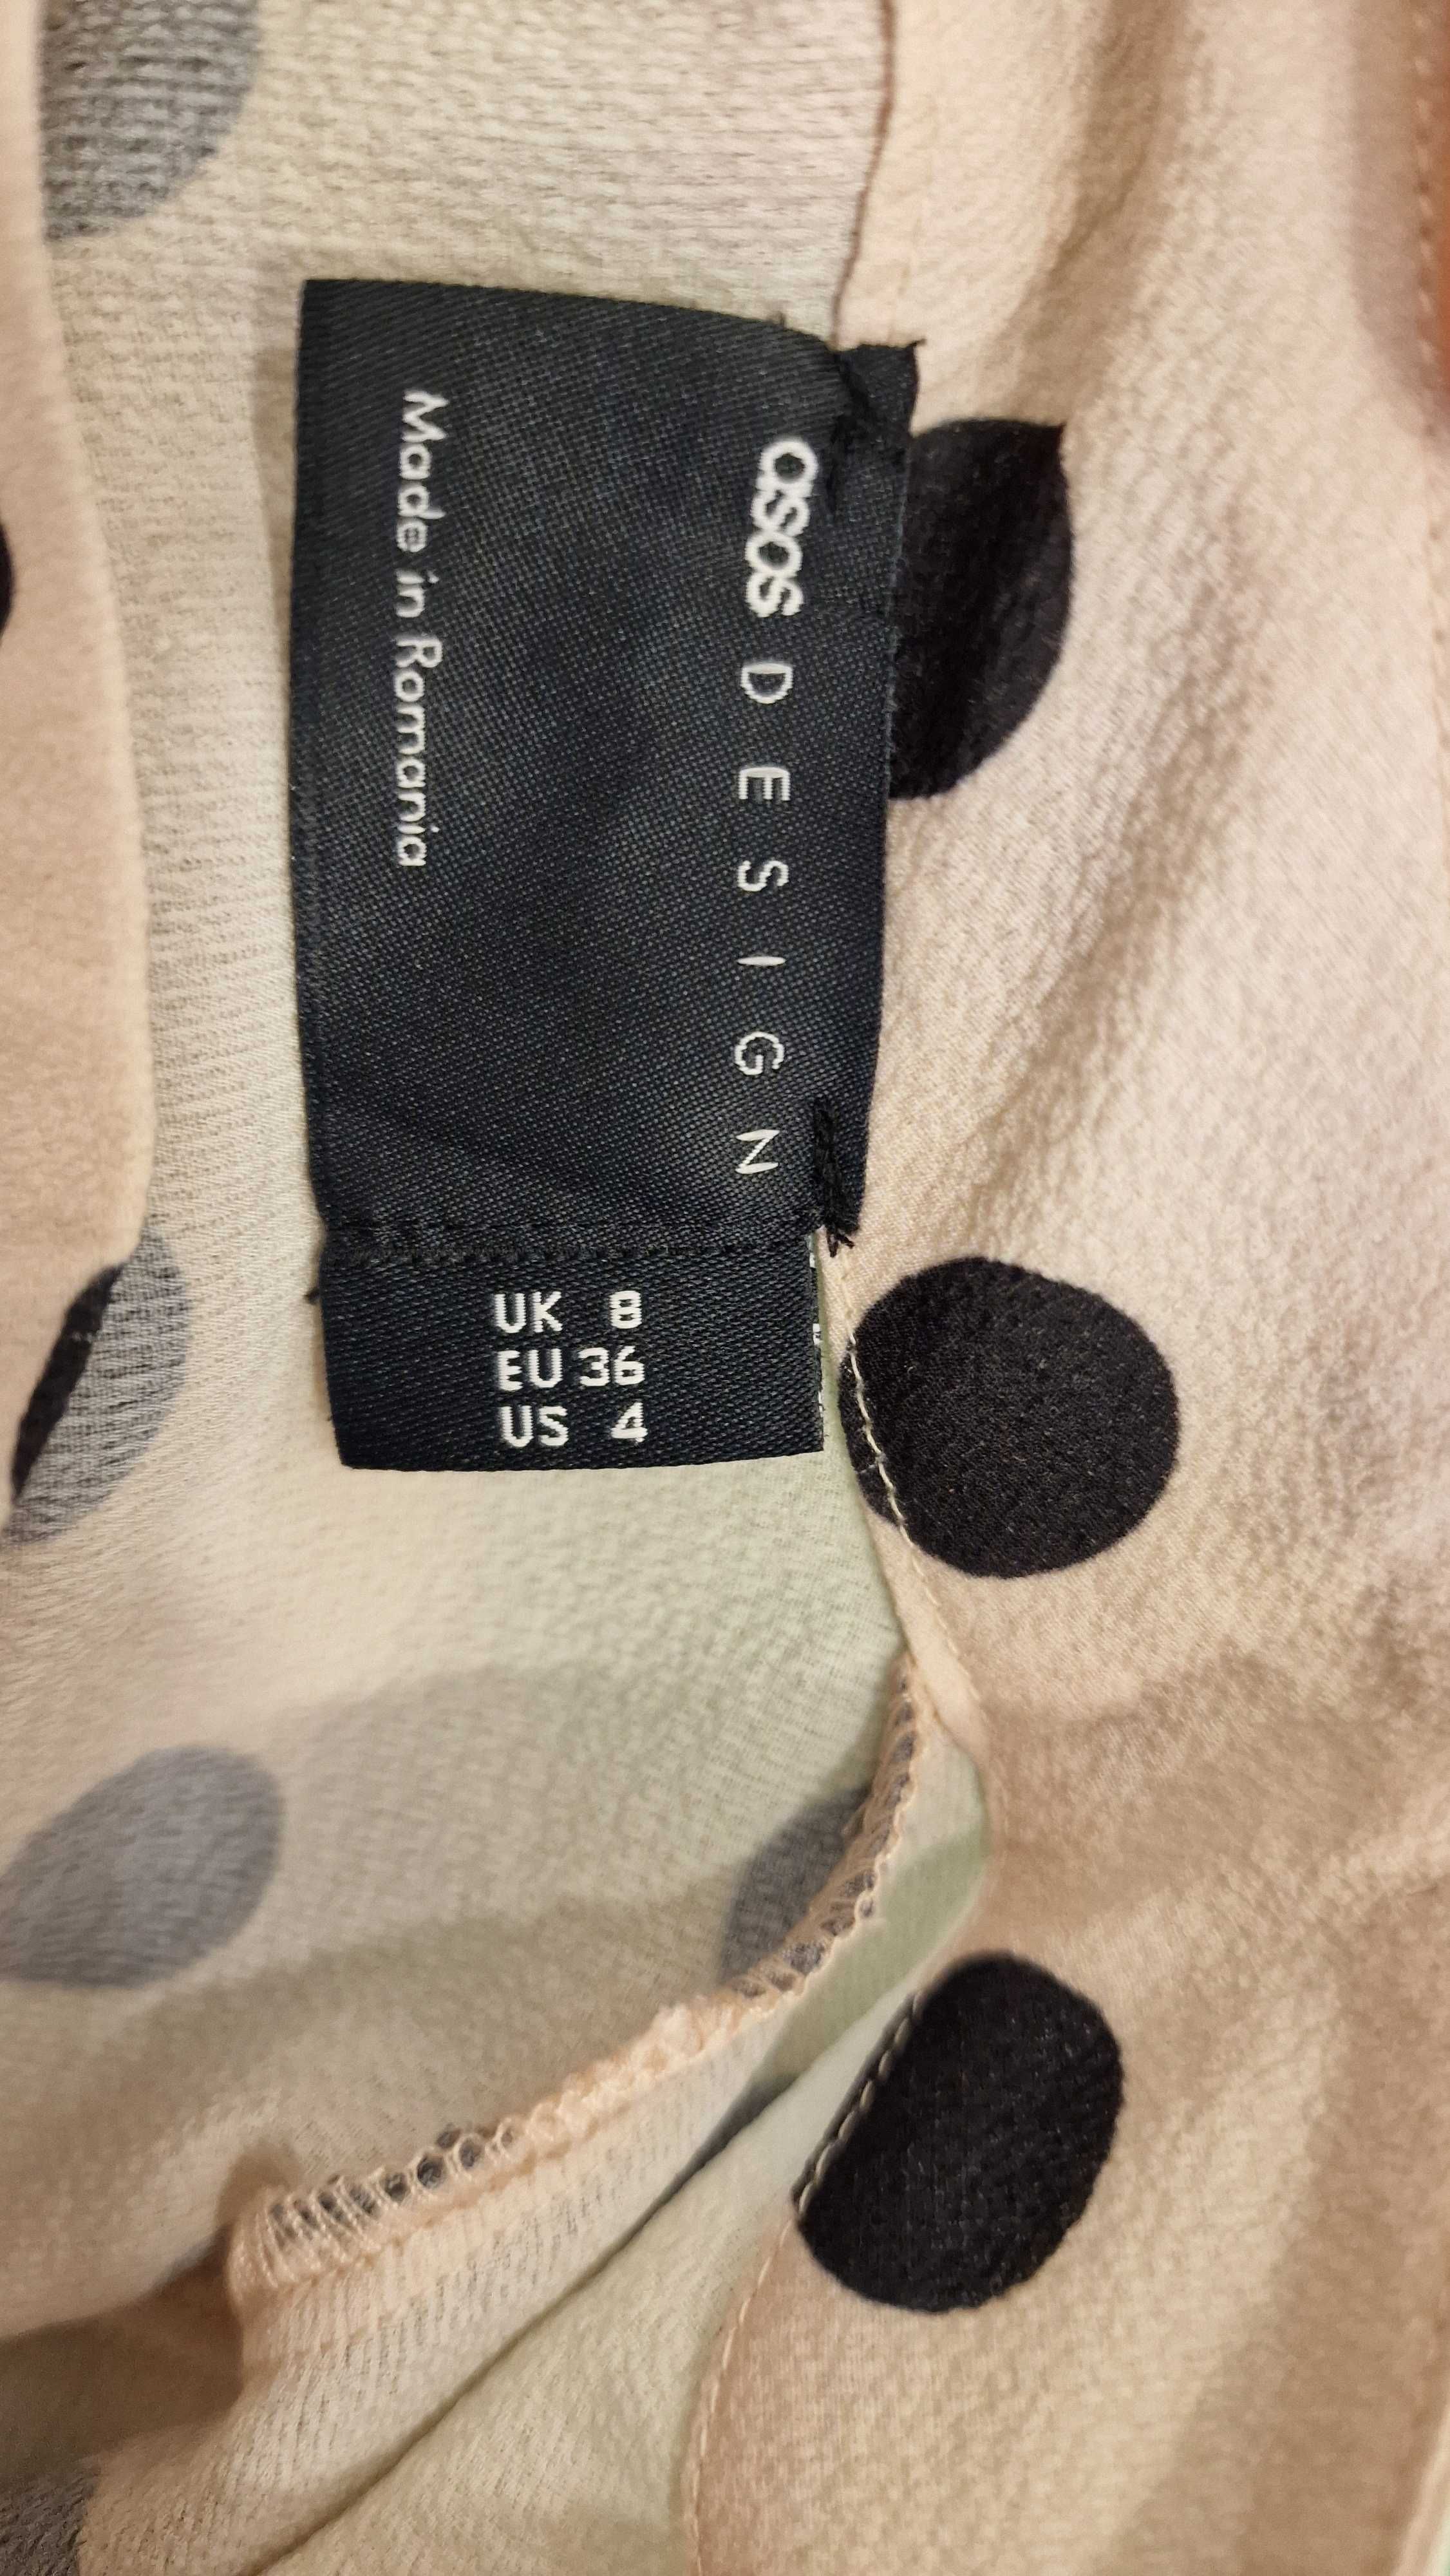 asos DESIGN
Made in Romania
UK 8
EU 36
US 4